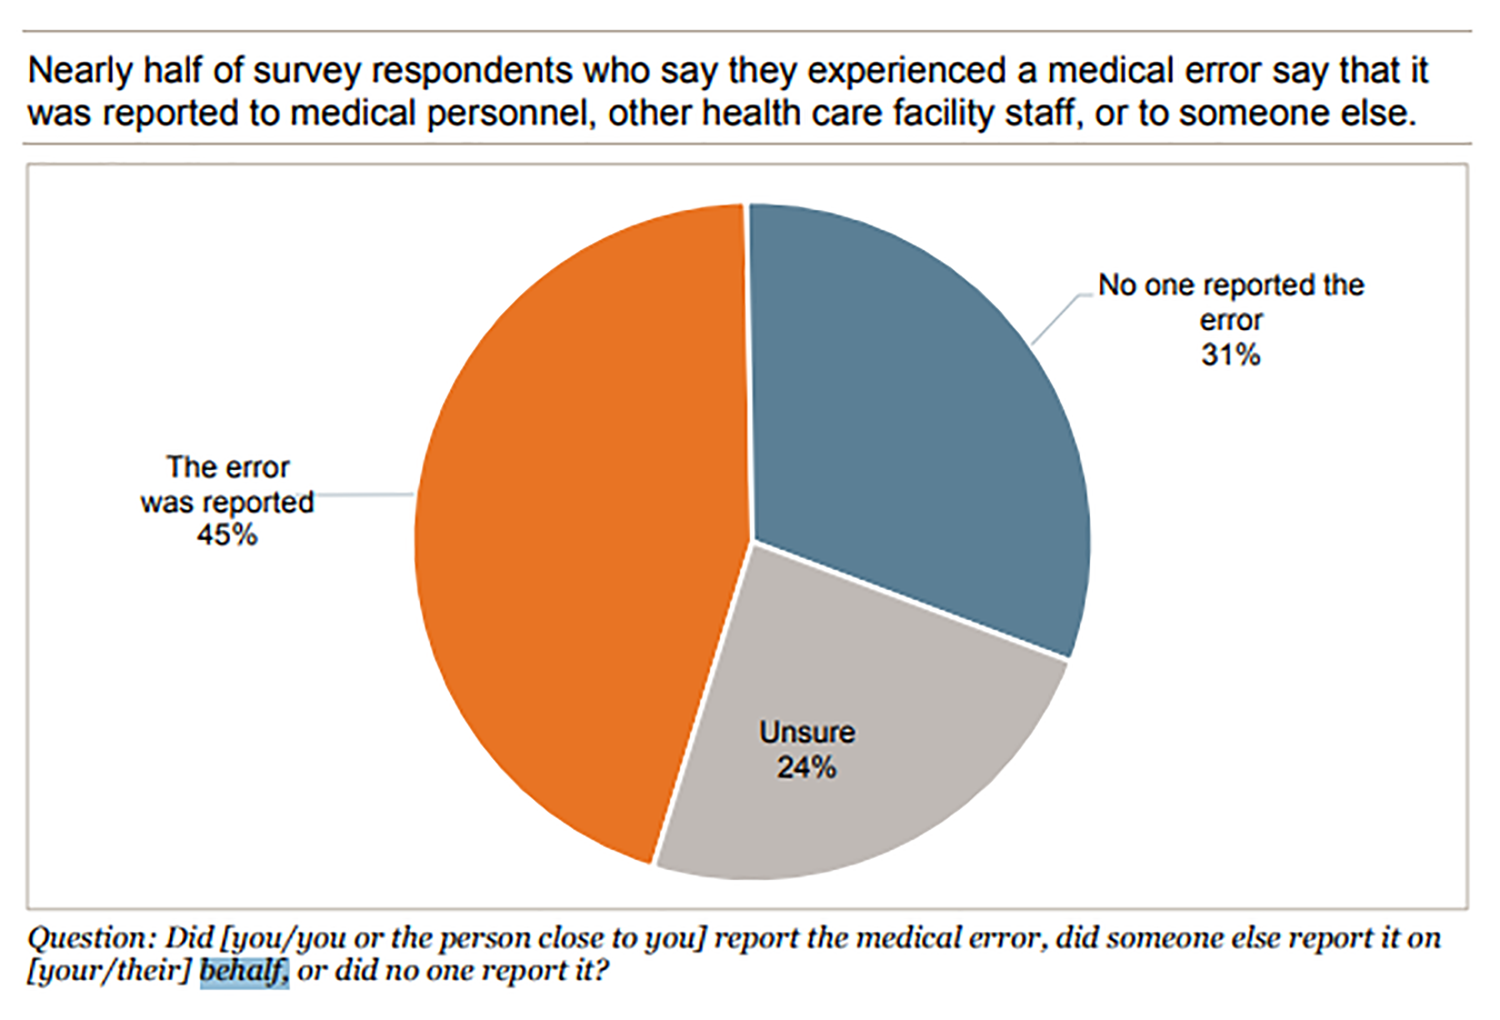 Nearly half of survey respondents who say they experienced a medical error say that it
was reported to medical personnel, other health care facility staff, or to someone else.
No one reported the
error
31%
The error
was reported
45%
Unsure
24%
Question: Did [you/you or the person close to you] report the medical error, did someone else report it on
[your/their] behalf, or did no one report it?